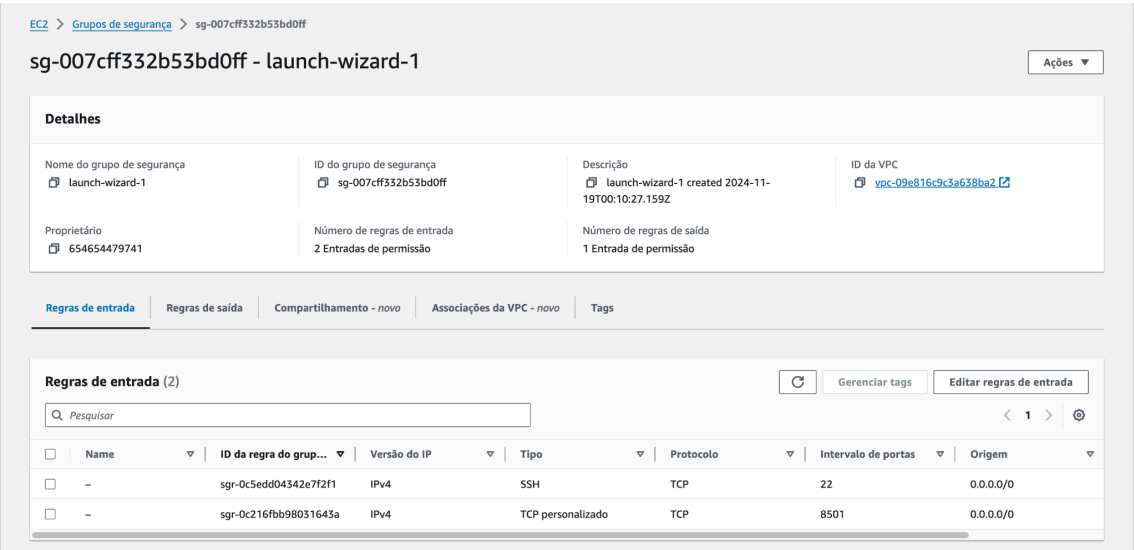 EC2 > Grupos de segurança > sg-007cff332b53bd0ff
sg-007cff332b53bd0ff - launch-wizard-1
Ações
Detalhes
Nome do grupo de segurança
launch-wizard-1
ID do grupo de segurança
sg-007cff332b53bd0ff
Descrição
launch-wizard-1 created 2024-11-
19T00:10:27.159Z
ID da VPC
vpc-09e816c9c3a638ba2
Proprietário
654654479741
Número de regras de entrada
2 Entradas de permissão
Número de regras de saída
1 Entrada de permissão
Regras de entrada
Regras de saída
Compartilhamento - novo
Associações da VPC - novo
Tags
Regras de entrada (2)
Gerenciar tags
Editar regras de entrada
Pesquisar
< 1 >
Name ID da regra do grup... Versão do IP Tipo Protocolo Intervalo de portas Origem
– sgr-0c5edd04342e7f2f1 IPv4 SSH TCP 22 0.0.0.0/0
– sgr-0c216fbb98031643a IPv4 TCP personalizado TCP 8501 0.0.0.0/0